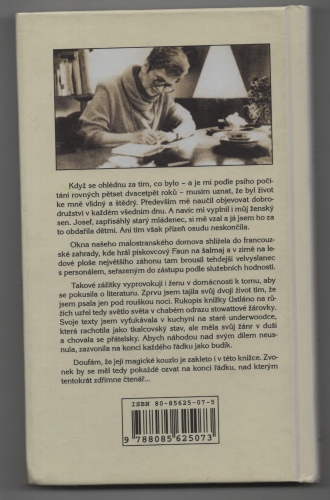 Když se ohlédnu za tím, co bylo – a je mi podle psího počí-
tání rovných pětset dvacetpět roků – musím uznat, že byl život
ke mně vlídný a štědrý. Především mě naučil objevovat dobro-
družství v každém všedním dnu. A navíc mi vyplnil i můj ženský
sen. Josef, zapřisáhlý starý mládenec, si mě vzal a já jsem ho za
to obdařila dětmi. Ani tím však přízeň osudu neskončila.
Okna našeho malostranského domova shlížela do francouz-
ské zahrady, kde hrál pískovcový Faun na šalmaj a v zimě na le-
dové ploše největšího záhonu tam brousil tehdejší velvyslanec
s personálem, seřazeným do zástupu podle služebních hodností.
Takové zážitky vyprovokují i ženu v domácnosti k tomu, aby
se pokusila o literaturu. Zprvu jsem tajila svůj dvojí život tím, že
jsem psala jen pod rouškou noci. Rukopis knížky Ustláno na rů-
žích uzřel tedy světlo světa v chabém odrazu stowattové žárovky.
Svoje texty jsem vyťukávala v kuchyni na staré underwoodce,
která rachotila jako tkalcovský stav, ale měla svůj žánr v duši
a chovala se přátelsky. Abych náhodou nad svým dílem neus-
nula, zazvonila na konci každého řádku jako budík.
Doufám, že její magické kouzlo je zakleto i v této knížce. Zvo-
nek by se měl tedy pokaždé ozvat na konci řádku, nad kterým
tentokrát zdřímne čtenář...
ISBN 80-85625-07-5
9 788085 625073